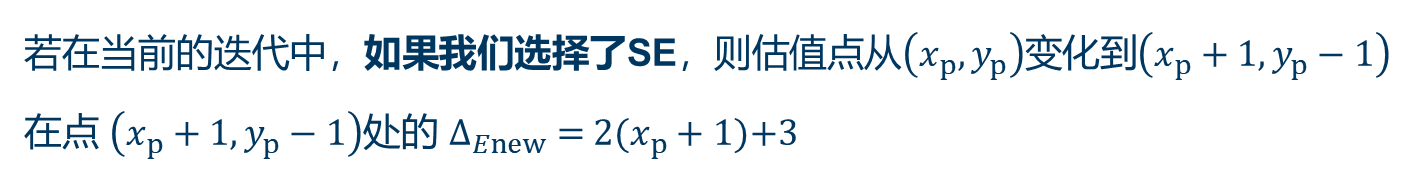 若在当前的迭代中，如果我们选择了SE，则估值点从(xₚ, yₚ)变化到(xₚ + 1, yₚ − 1)
在点 (xₚ + 1, yₚ − 1)处的 Δ_Enew = 2(xₚ + 1)+3